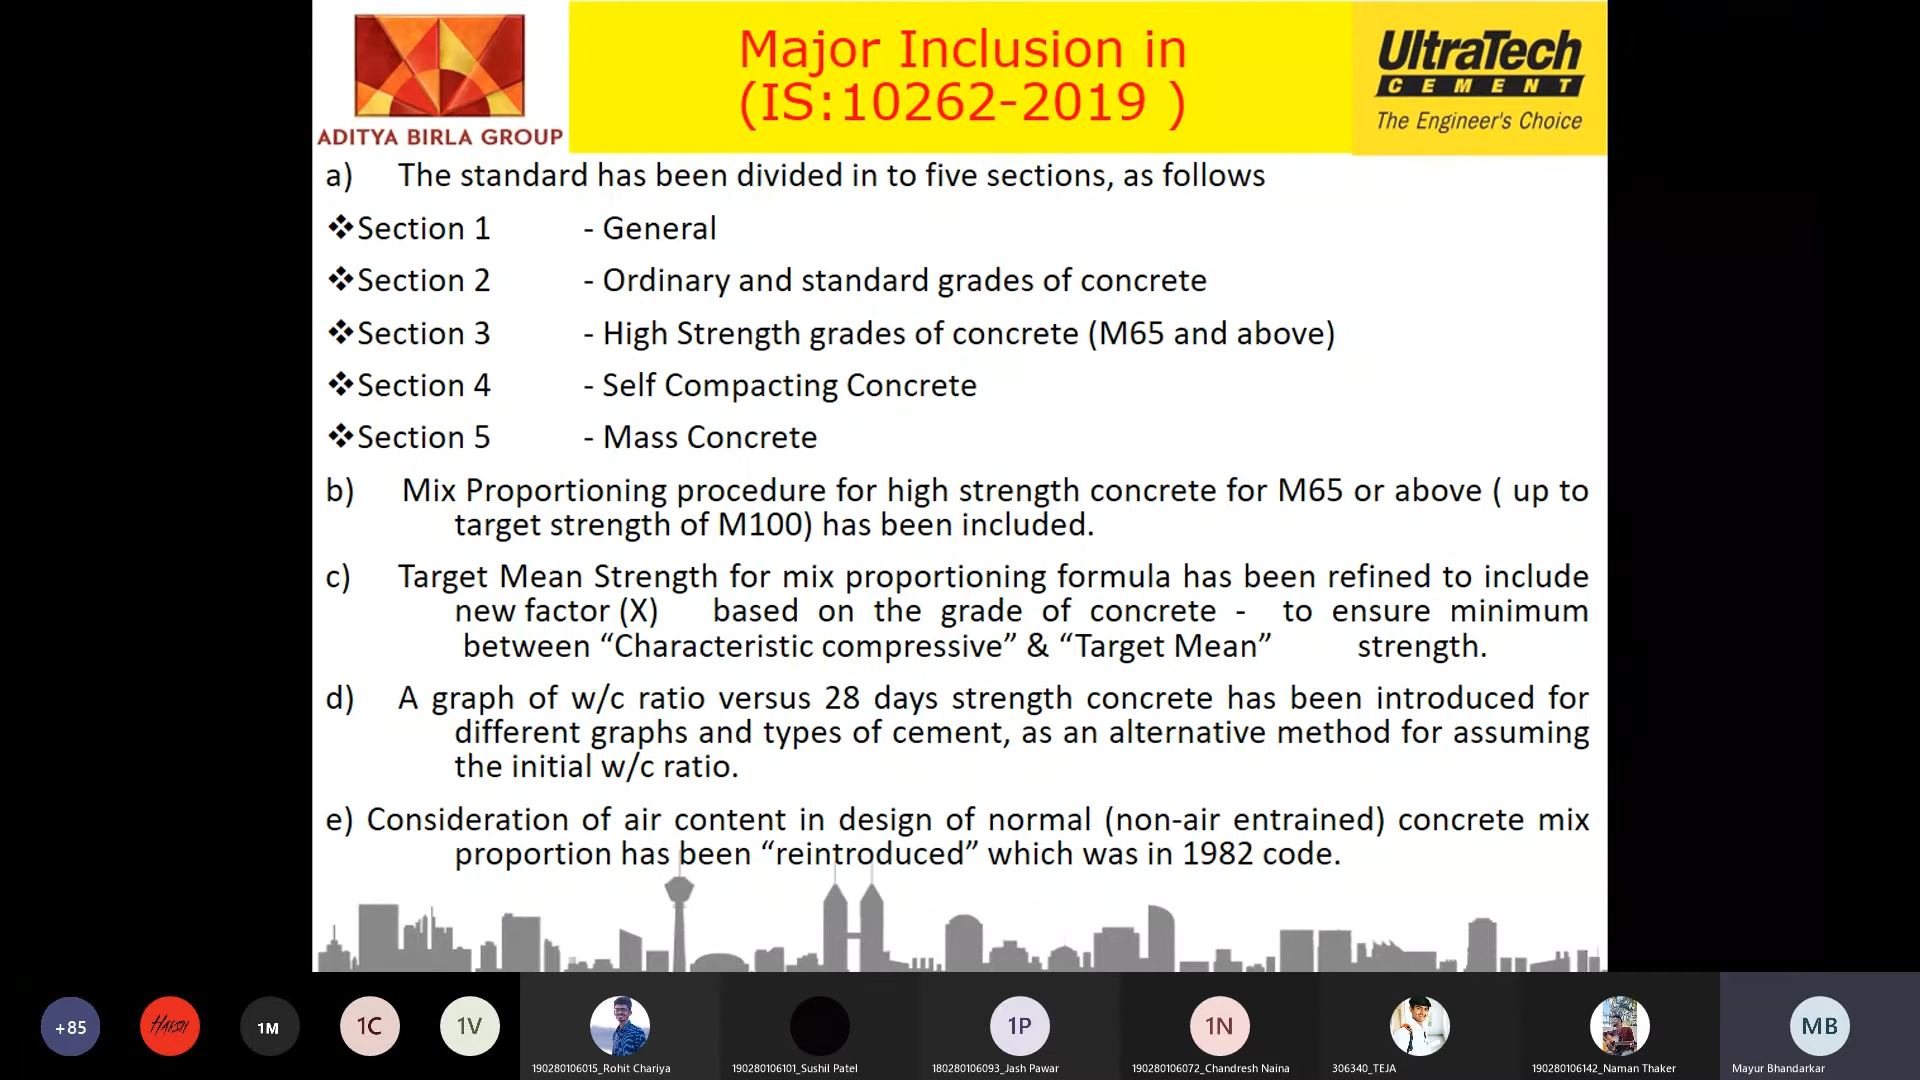 ADITYA BIRLA GROUP
Major Inclusion in
(IS:10262-2019 )
UltraTech
CEMENT
The Engineer's Choice
a) The standard has been divided in to five sections, as follows
❖Section 1 - General
❖Section 2 - Ordinary and standard grades of concrete
❖Section 3 - High Strength grades of concrete (M65 and above)
❖Section 4 - Self Compacting Concrete
❖Section 5 - Mass Concrete
b) Mix Proportioning procedure for high strength concrete for M65 or above ( up to
target strength of M100) has been included.
c) Target Mean Strength for mix proportioning formula has been refined to include
new factor (X) based on the grade of concrete - to ensure minimum
between “Characteristic compressive” & “Target Mean” strength.
d) A graph of w/c ratio versus 28 days strength concrete has been introduced for
different graphs and types of cement, as an alternative method for assuming
the initial w/c ratio.
e) Consideration of air content in design of normal (non-air entrained) concrete mix
proportion has been “reintroduced” which was in 1982 code.
+85
HARSH
1M
1C
1V
1P
1N
MB
190280106015_Rohit Chariya
190280106101_Sushil Patel
180280106093_Jash Pawar
190280106072_Chandresh Naina
306340_TEJA
190280106142_Naman Thaker
Mayur Bhandarkar